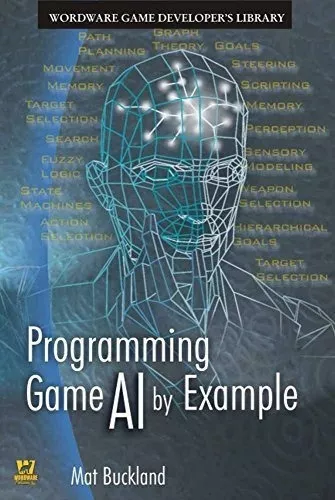 WORDWARE GAME DEVELOPER'S LIBRARY
PATH
PLANNING
GRAPH
THEORY
GOALS
MOVEMENT
STEERING
MEMORY
SCRIPTING
TARGET
SELECTION
MEMORY
SEARCH
PERCEPTION
FUZZY
LOGIC
SENSORY
MODELING
STATE
MACHINES
WEAPON
SELECTION
ACTION
SELECTION
HIERARCHICAL
GOALS
TARGET
SELECTION
Programming
Game AI by Example
WORDWARE
Mat Buckland